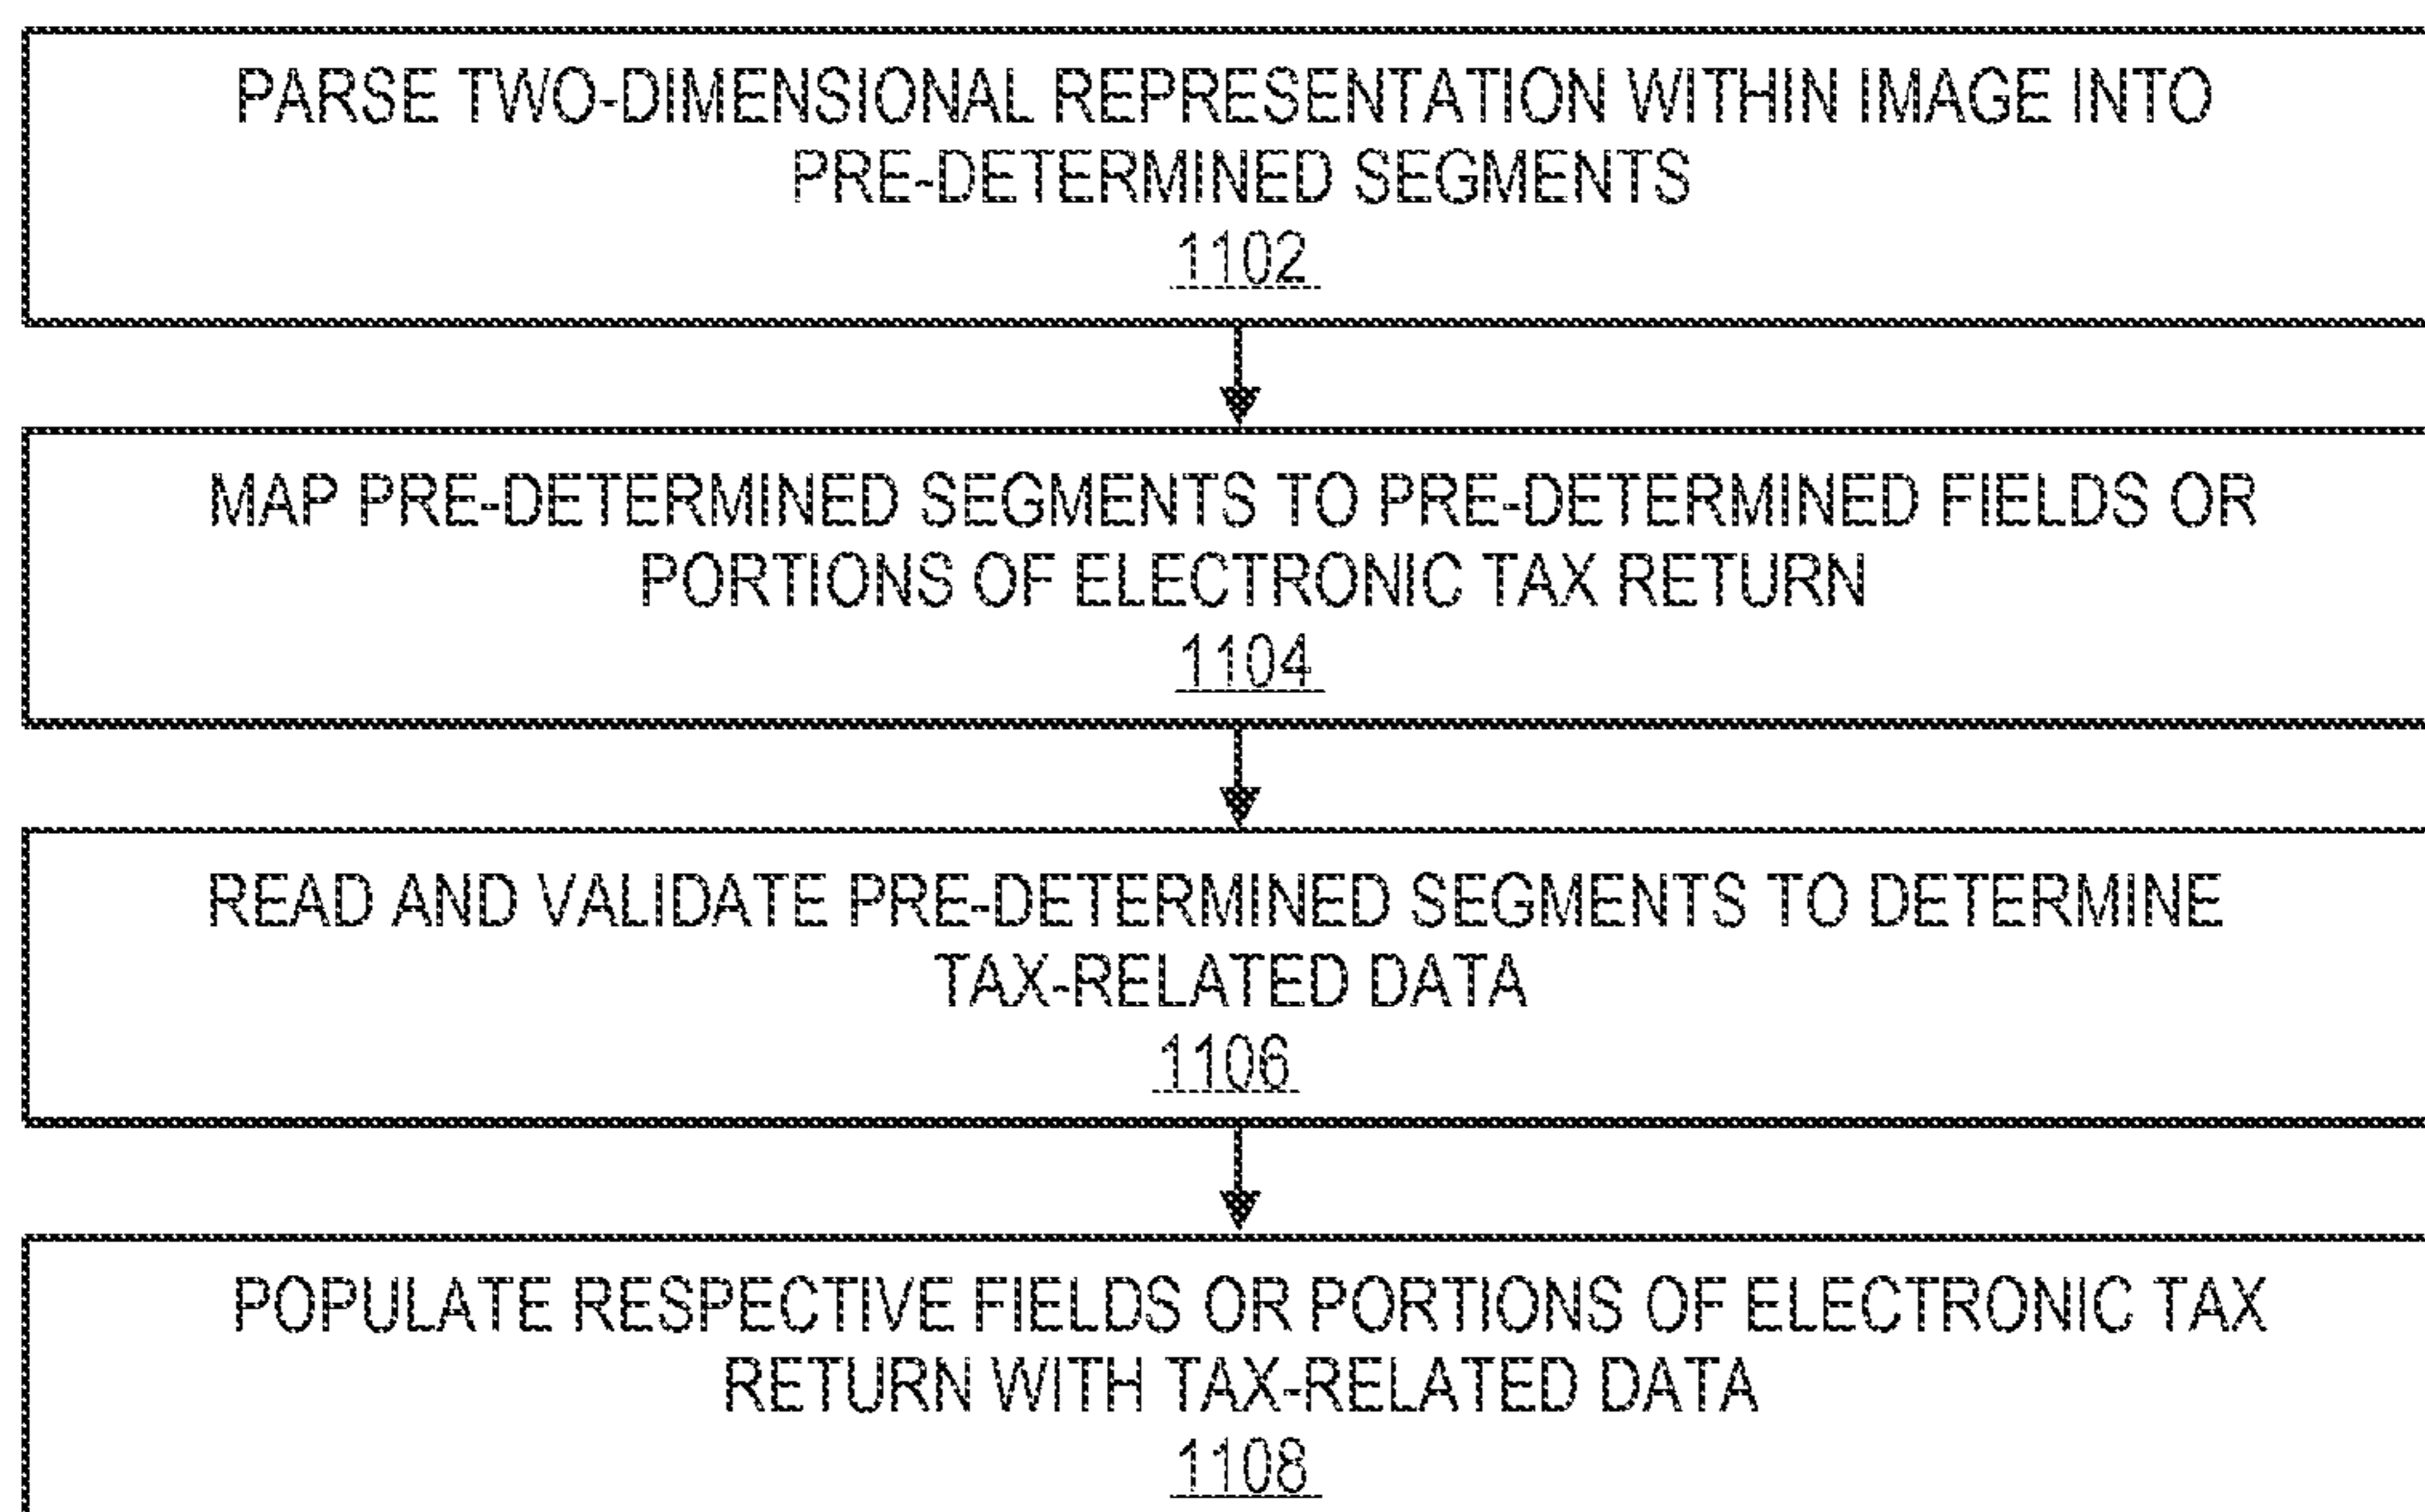 PARSE TWO-DIMENSIONAL REPRESENTATION WITHIN IMAGE INTO
PRE-DETERMINED SEGMENTS
1102
MAP PRE-DETERMINED SEGMENTS TO PRE-DETERMINED FIELDS OR
PORTIONS OF ELECTRONIC TAX RETURN
1104
READ AND VALIDATE PRE-DETERMINED SEGMENTS TO DETERMINE
TAX-RELATED DATA
1106
POPULATE RESPECTIVE FIELDS OR PORTIONS OF ELECTRONIC TAX
RETURN WITH TAX-RELATED DATA
1108